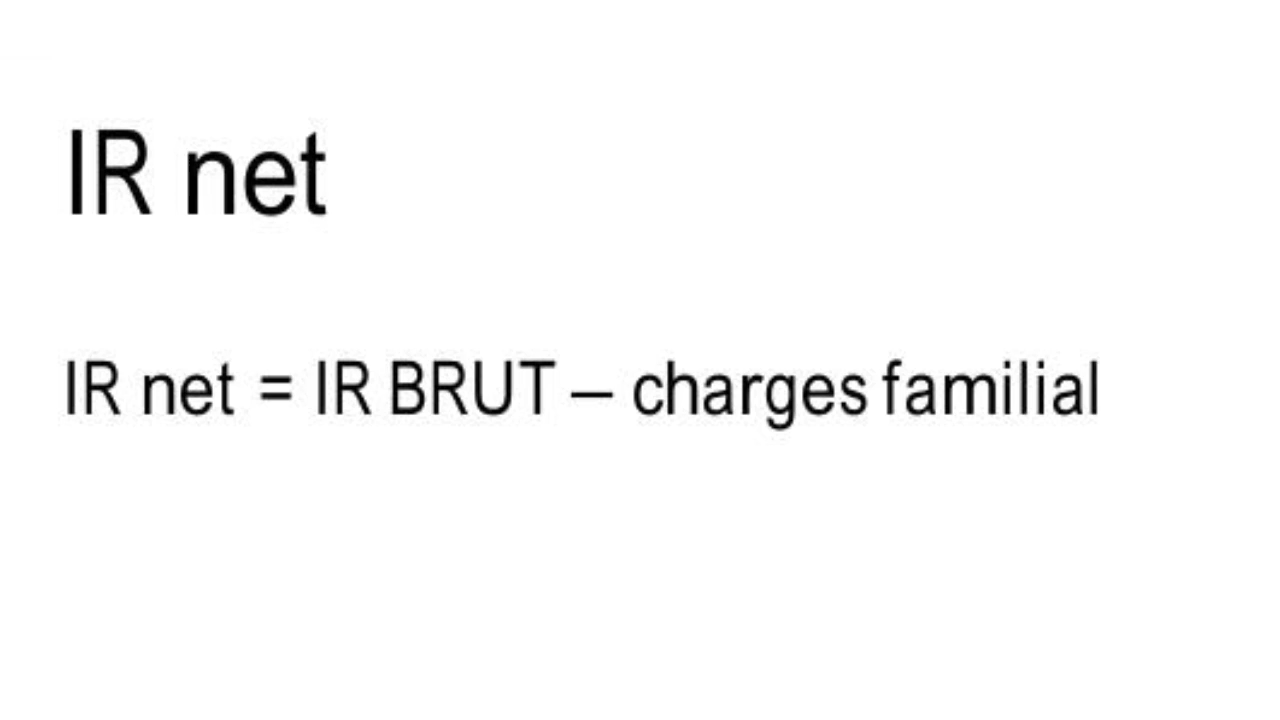 IR net
IR net = IR BRUT – charges familial